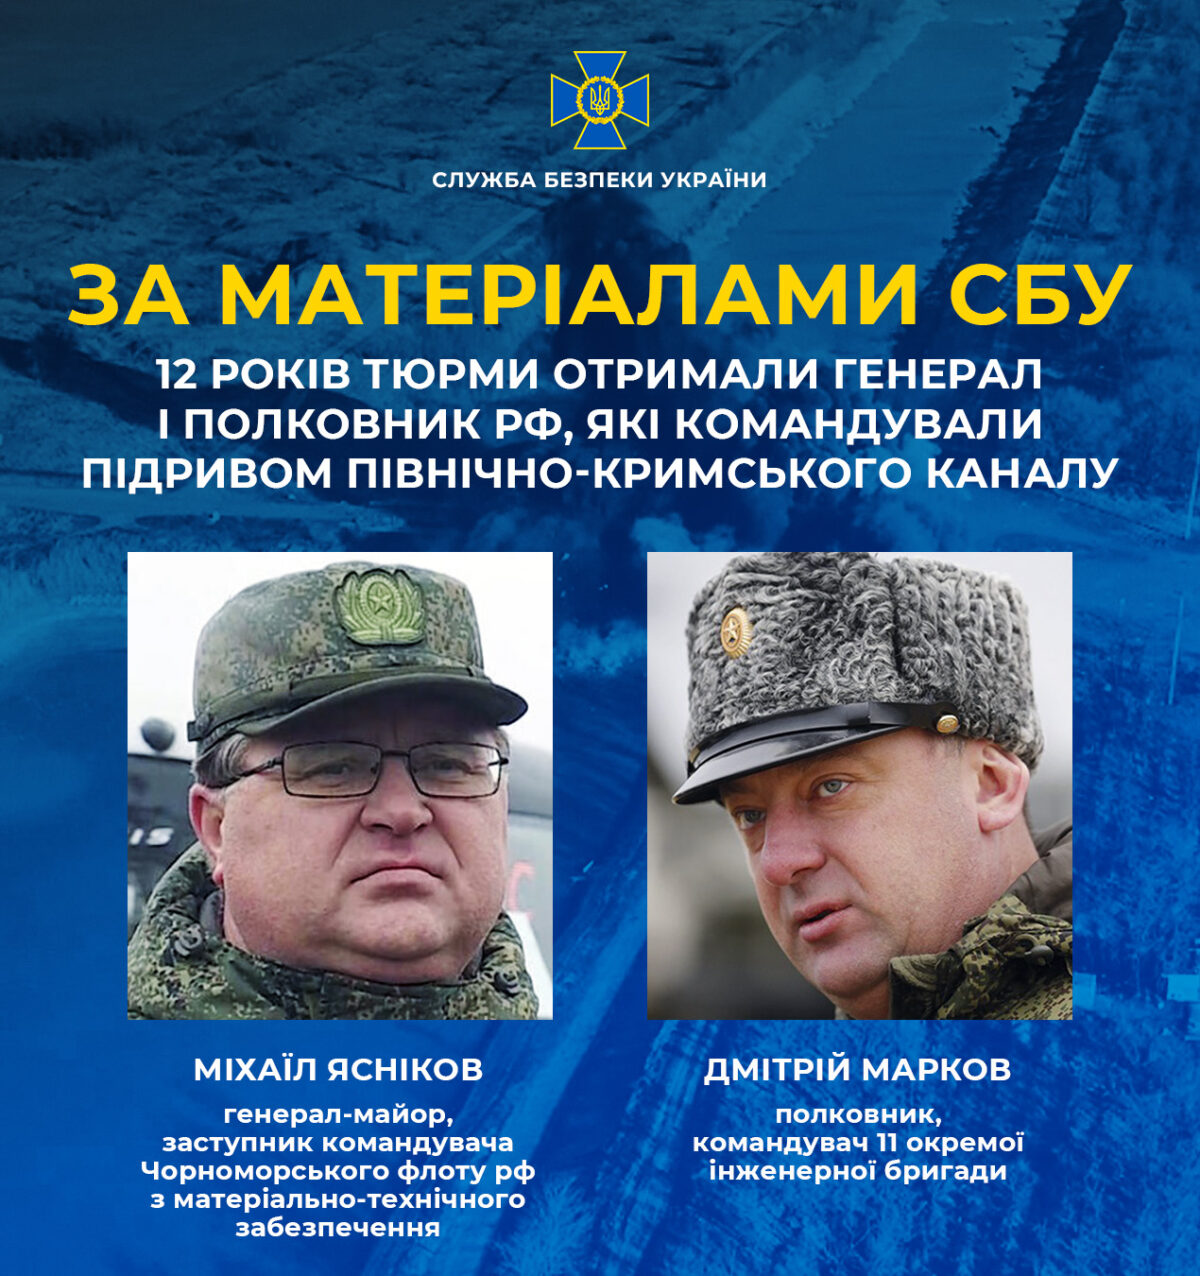 СЛУЖБА БЕЗПЕКИ УКРАЇНИ
ЗА МАТЕРІАЛАМИ СБУ
12 РОКІВ ТЮРМИ ОТРИМАЛИ ГЕНЕРАЛ
І ПОЛКОВНИК РФ, ЯКІ КОМАНДУВАЛИ
ПІДРИВОМ ПІВНІЧНО-КРИМСЬКОГО КАНАЛУ
МІХАЇЛ ЯСНІКОВ
генерал-майор,
заступник командувача
Чорноморського флоту рф
з матеріально-технічного
забезпечення
ДМІТРІЙ МАРКОВ
полковник,
командувач 11 окремої
інженерної бригади